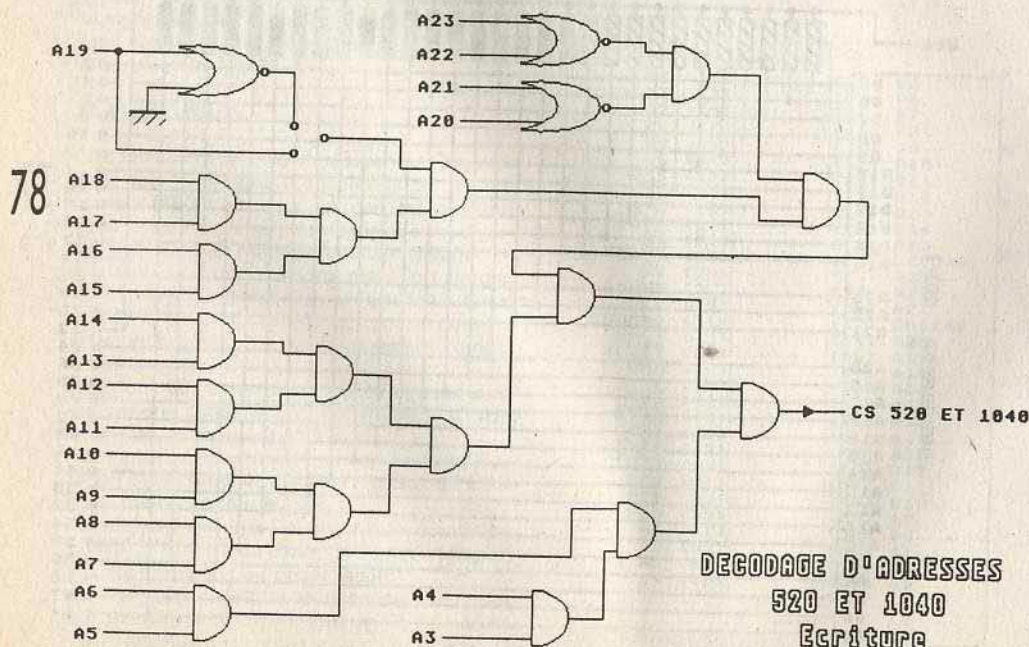 A23
A19
A22
A21
A20
78
A18
A17
A16
A15
A14
A13
A12
CS 520 ET 1040
A11
A10
A9
A8
A7
DECODAGE D'ADRESSES
A6
A4
520 ET 1040
A5
A3
Ecriture